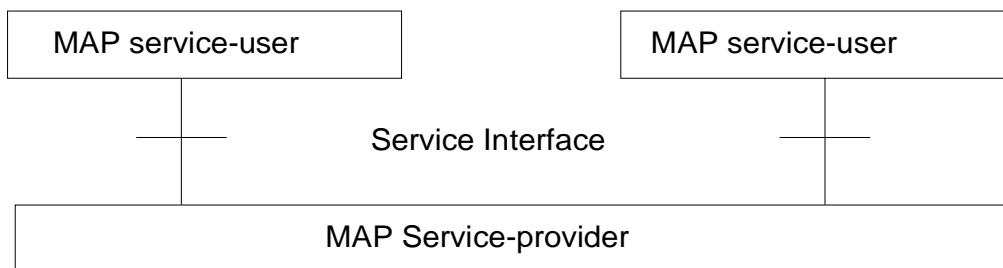 MAP service-user
MAP service-user
Service Interface
MAP Service-provider